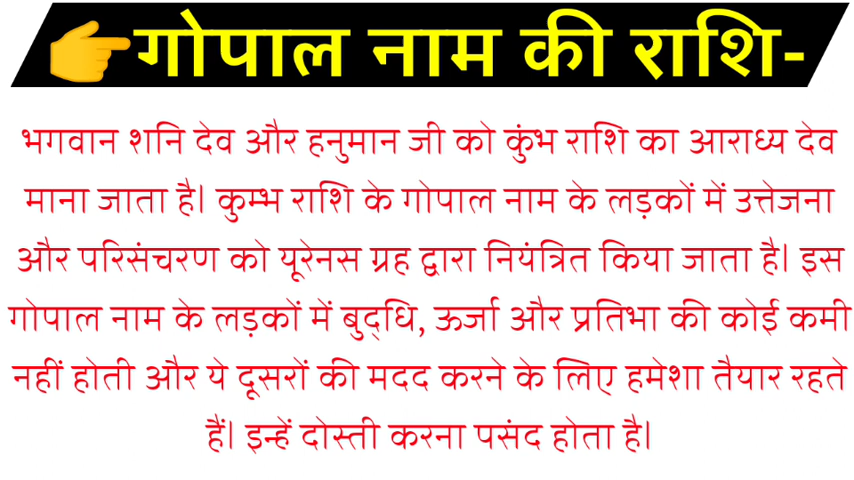 👉गोपाल नाम की राशि-
भगवान शनि देव और हनुमान जी को कुंभ राशि का आराध्य देव
माना जाता है। कुम्भ राशि के गोपाल नाम के लड़कों में उत्तेजना
और परिसंचरण को यूरेनस ग्रह द्वारा नियंत्रित किया जाता है। इस
गोपाल नाम के लड़कों में बुद्धि, ऊर्जा और प्रतिभा की कोई कमी
नहीं होती और ये दूसरों की मदद करने के लिए हमेशा तैयार रहते
हैं। इन्हें दोस्ती करना पसंद होता है।